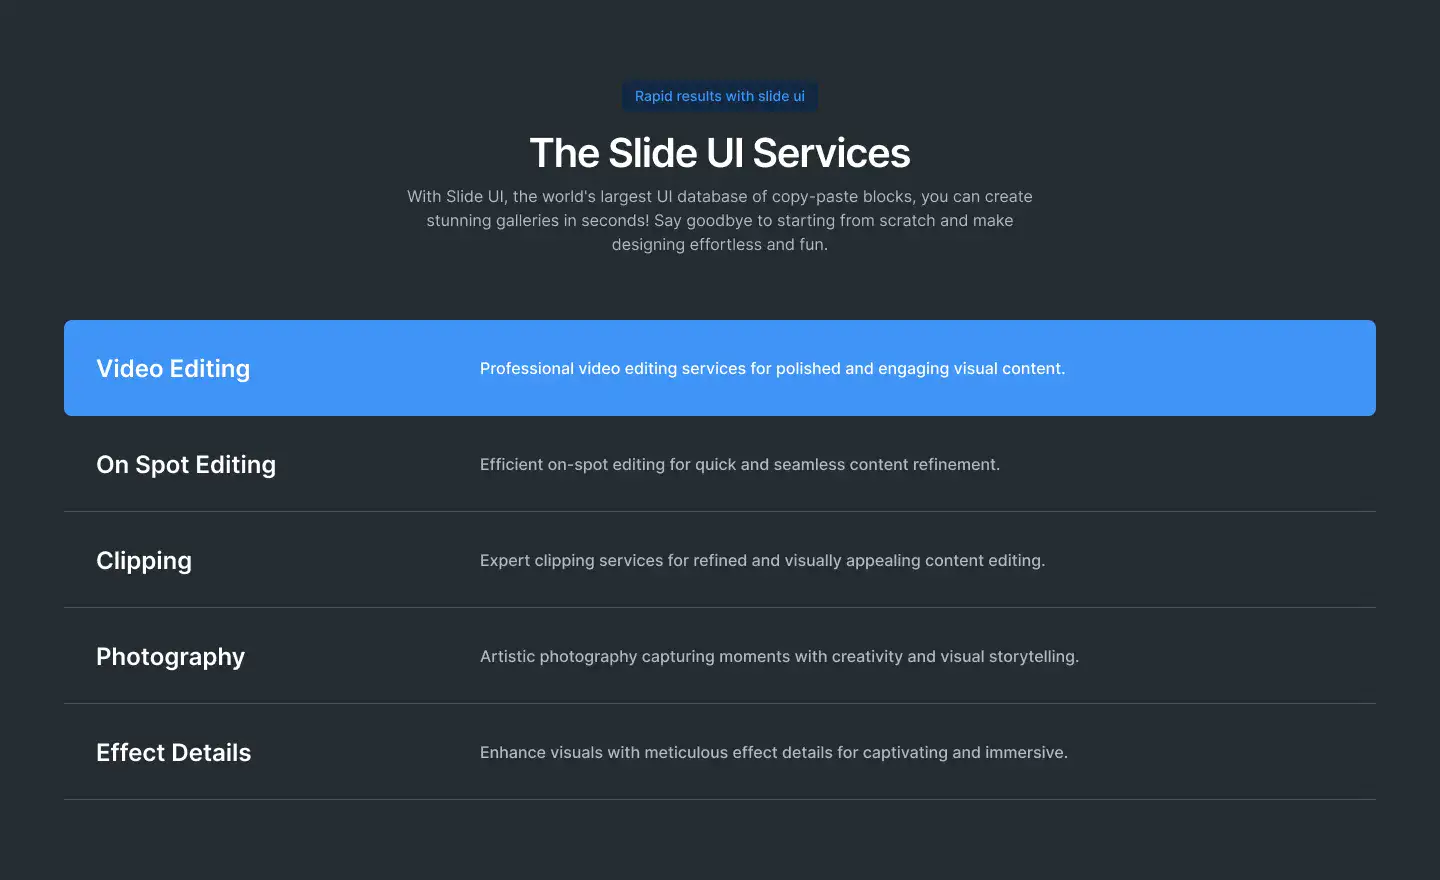 Rapid results with slide ui
The Slide UI Services
With Slide UI, the world's largest UI database of copy-paste blocks, you can create
stunning galleries in seconds! Say goodbye to starting from scratch and make
designing effortless and fun.
Video Editing
Professional video editing services for polished and engaging visual content.
On Spot Editing
Efficient on-spot editing for quick and seamless content refinement.
Clipping
Expert clipping services for refined and visually appealing content editing.
Photography
Artistic photography capturing moments with creativity and visual storytelling.
Effect Details
Enhance visuals with meticulous effect details for captivating and immersive.